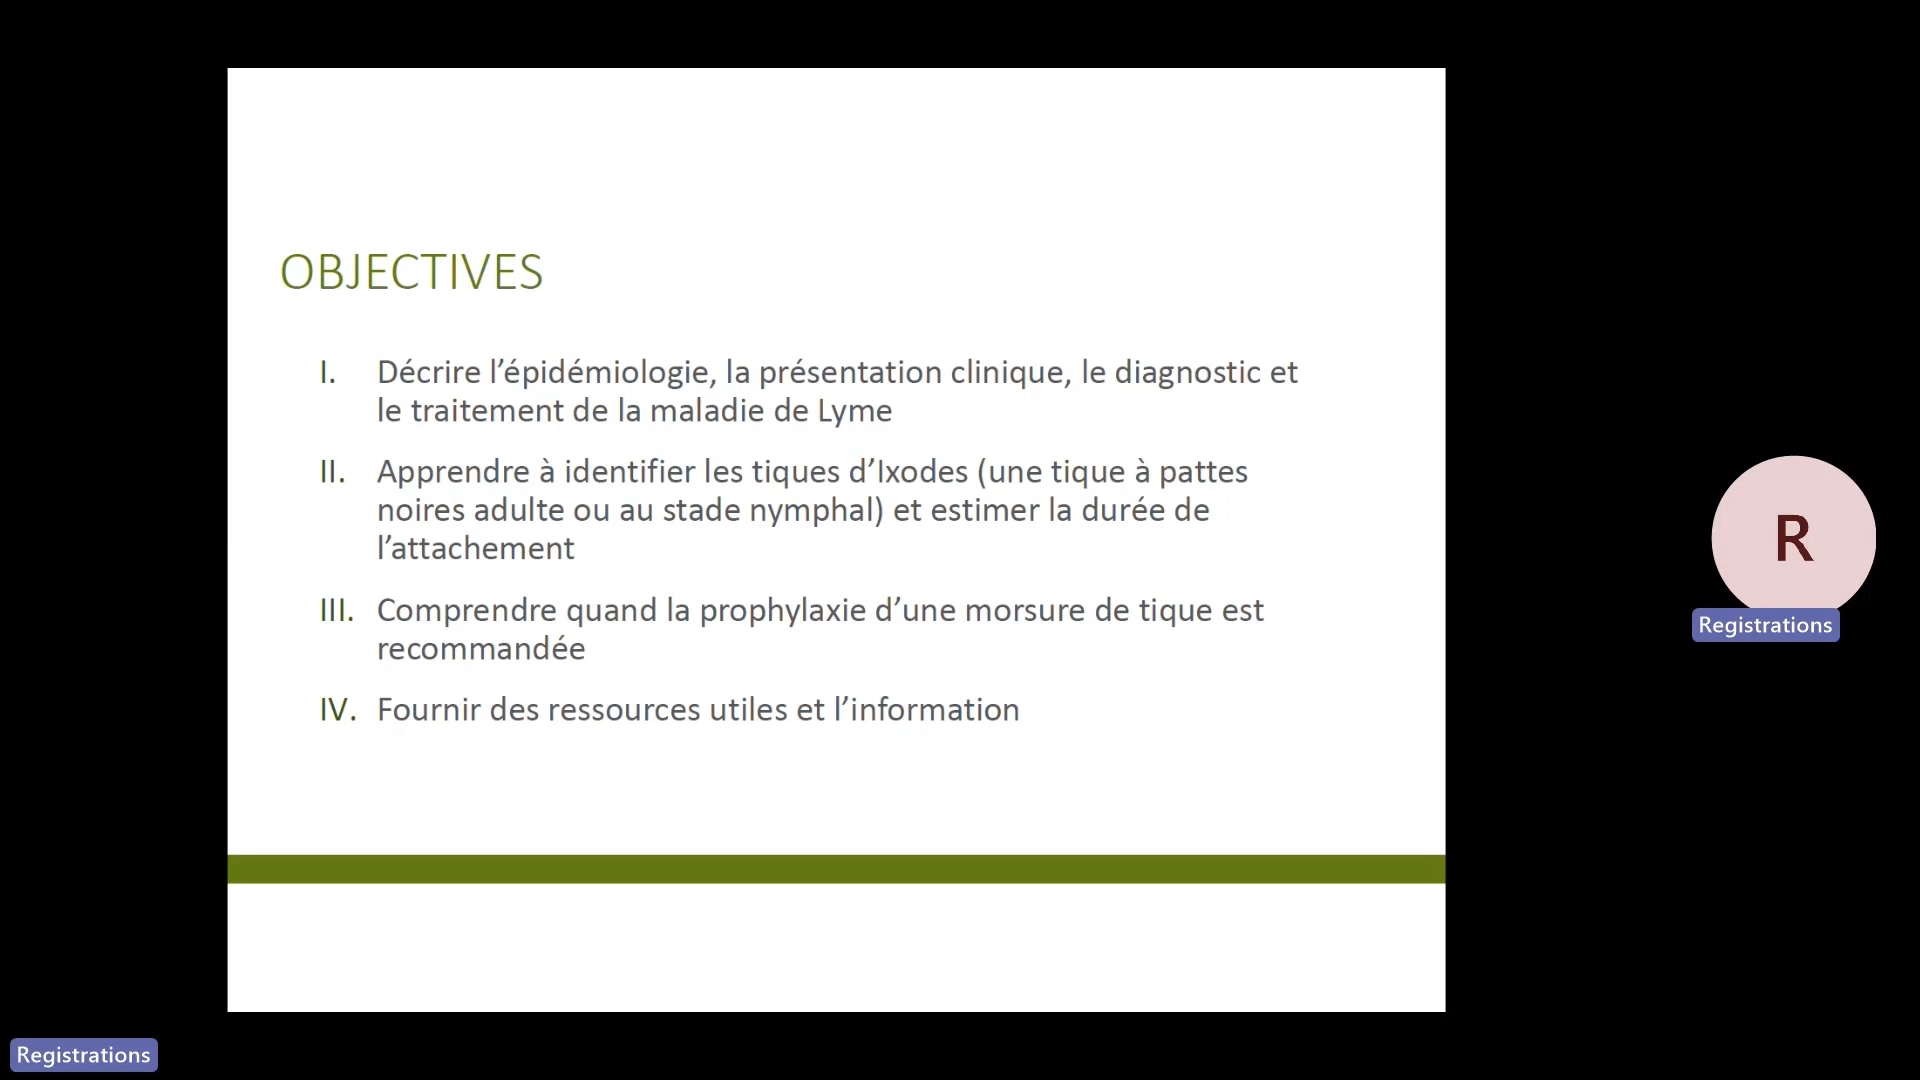 OBJECTIVES
I. Décrire l’épidémiologie, la présentation clinique, le diagnostic et
le traitement de la maladie de Lyme
II. Apprendre à identifier les tiques d’Ixodes (une tique à pattes
noires adulte ou au stade nymphal) et estimer la durée de
l’attachement
III. Comprendre quand la prophylaxie d’une morsure de tique est
recommandée
IV. Fournir des ressources utiles et l’information
R
Registrations
Registrations